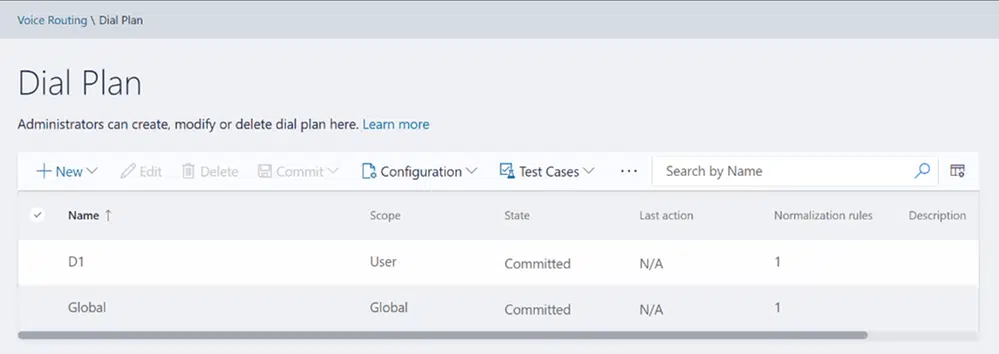 Voice Routing \ Dial Plan
Dial Plan
Administrators can create, modify or delete dial plan here. Learn more
New Edit Delete Commit Configuration Test Cases ... Search by Name
Name ↑ Scope State Last action Normalization rules Description
D1 User Committed N/A 1
Global Global Committed N/A 1